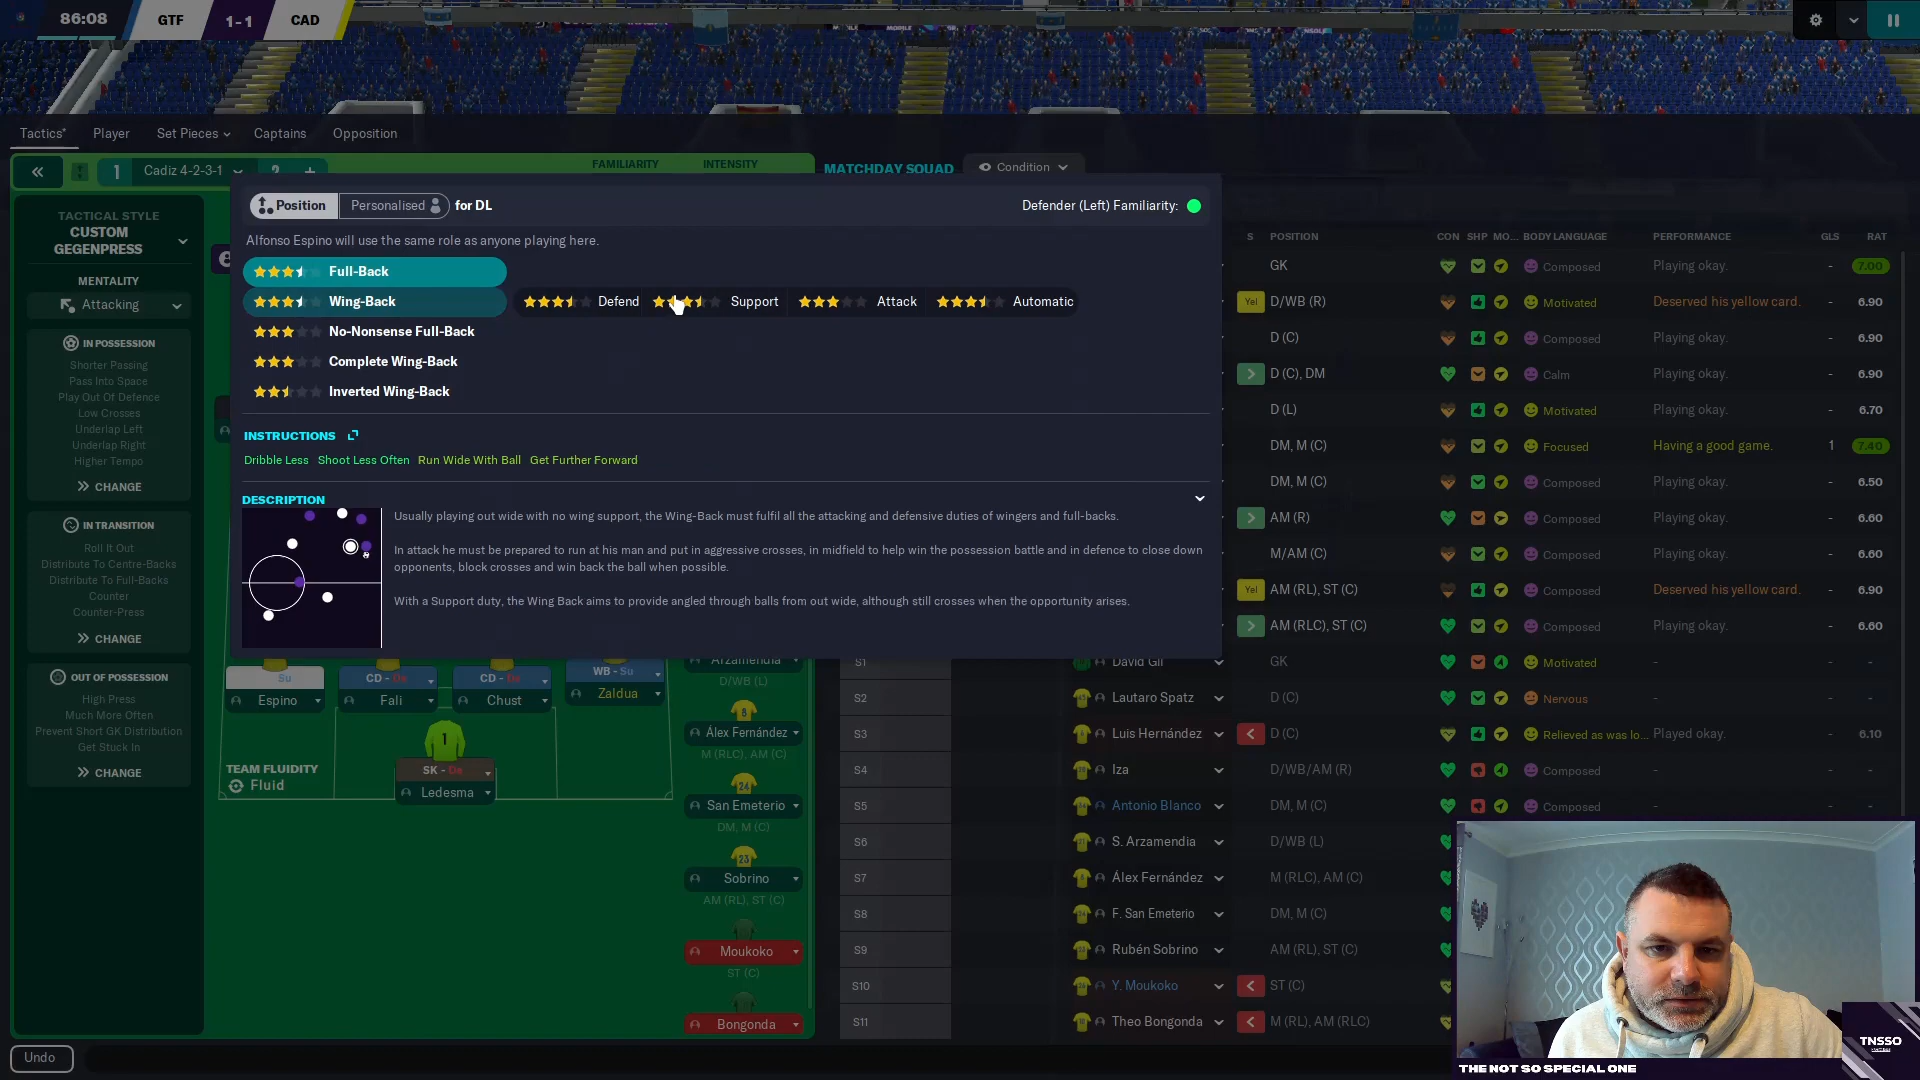 86:08 GTF 1 - 1 CAD
Tactics* Player Set Pieces Captains Opposition
1 Cadiz 4-2-3-1 2 + FAMILIARITY INTENSITY MATCHDAY SQUAD Condition
Position Personalised for DL Defender (Left) Familiarity:
Alfonso Espino will use the same role as anyone playing here.
Full-Back
Wing-Back Defend Support Attack Automatic
No-Nonsense Full-Back
Complete Wing-Back
Inverted Wing-Back
INSTRUCTIONS
Dribble Less Shoot Less Often Run Wide With Ball Get Further Forward
DESCRIPTION
Usually playing out wide with no wing support, the Wing-Back must fulfil all the attacking and defensive duties of wingers and full-backs.
In attack he must be prepared to run at his man and put in aggressive crosses, in midfield to help win the possession battle and in defence to close down
opponents, block crosses and win back the ball when possible.
With a Support duty, the Wing Back aims to provide angled through balls from out wide, although still crosses when the opportunity arises.
TACTICAL STYLE
CUSTOM
GEGENPRESS
MENTALITY
Attacking
IN POSSESSION
Shorter Passing
Pass Into Space
Play Out Of Defence
Low Crosses
Underlap Left
Underlap Right
Higher Tempo
CHANGE
IN TRANSITION
Roll It Out
Distribute To Centre-Backs
Distribute To Full-Backs
Counter
Counter-Press
CHANGE
OUT OF POSSESSION
High Press
Much More Often
Prevent Short GK Distribution
Get Stuck In
CHANGE
Su CD - De CD - De WB - Su
Espino Fali Chust Zaldua
1
SK - De
Ledesma
TEAM FLUIDITY
Fluid
Arzamendia
D/WB (L)
8
Álex Fernández
M (RLC), AM (C)
24
San Emeterio
DM, M (C)
23
Sobrino
AM (RL), ST (C)
Moukoko
ST (C)
Bongonda
S POSITION CON SHP MO... BODY LANGUAGE PERFORMANCE GLS RAT
GK Composed Playing okay. - 7.00
Yel D/WB (R) Motivated Deserved his yellow card. - 6.90
D (C) Composed Playing okay. - 6.90
D (C), DM Calm Playing okay. - 6.90
D (L) Motivated Playing okay. - 6.70
DM, M (C) Focused Having a good game. 1 7.40
DM, M (C) Composed Playing okay. - 6.50
AM (R) Composed Playing okay. - 6.60
M/AM (C) Composed Playing okay. - 6.60
Yel AM (RL), ST (C) Motivated Deserved his yellow card. - 6.90
AM (RLC), ST (C) Composed Playing okay. - 6.60
S1 David Gil GK Motivated - - -
S2 Lautaro Spatz D (C) Nervous - - -
S3 Luis Hernández D (C) Relieved as was lo... Played okay. - 6.10
S4 Iza D/WB/AM (R) Composed - - -
S5 Antonio Blanco DM, M (C) Composed - - -
S6 S. Arzamendia D/WB (L)
S7 Álex Fernández M (RLC), AM (C)
S8 F. San Emeterio DM, M (C)
S9 Rubén Sobrino AM (RL), ST (C)
S10 Y. Moukoko ST (C)
S11 Theo Bongonda M (RL), AM (RLC)
Undo
TNSSO
THE NOT SO SPECIAL ONE